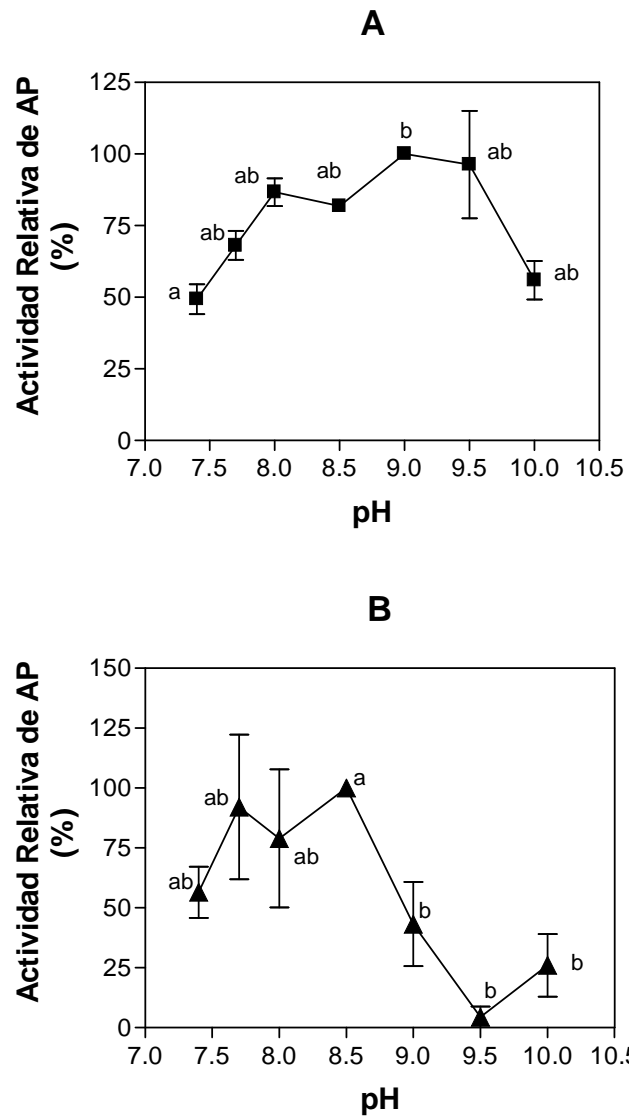 A
Actividad Relativa de AP
(%)
125
100
75
50
25
0
a
ab
ab
ab
b
ab
ab
7.0 7.5 8.0 8.5 9.0 9.5 10.0 10.5
pH
B
Actividad Relativa de AP
(%)
150
125
100
75
50
25
0
ab
ab
ab
a
b
b
b
7.0 7.5 8.0 8.5 9.0 9.5 10.0
pH